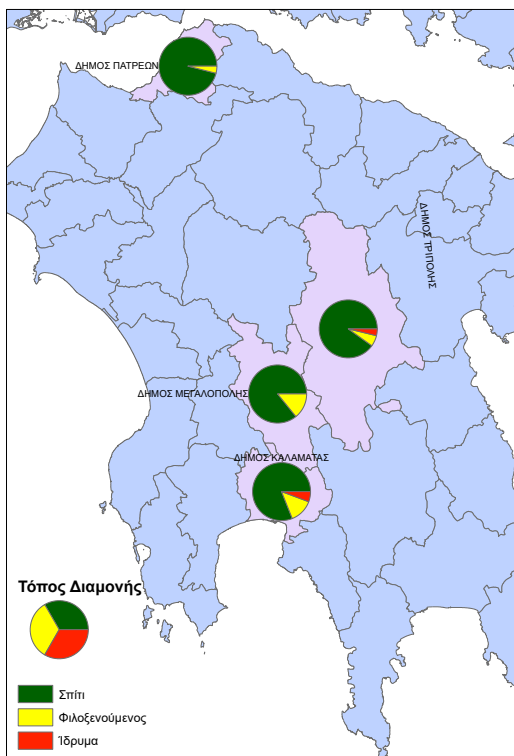 ΔΗΜΟΣ ΠΑΤΡΕΩΝ
ΔΗΜΟΣ ΤΡΙΠΟΛΗΣ
ΔΗΜΟΣ ΜΕΓΑΛΟΠΟΛΗΣ
ΔΗΜΟΣ ΚΑΛΑΜΑΤΑΣ
Τόπος Διαμονής
Σπίτι
Φιλοξενούμενος
Ίδρυμα